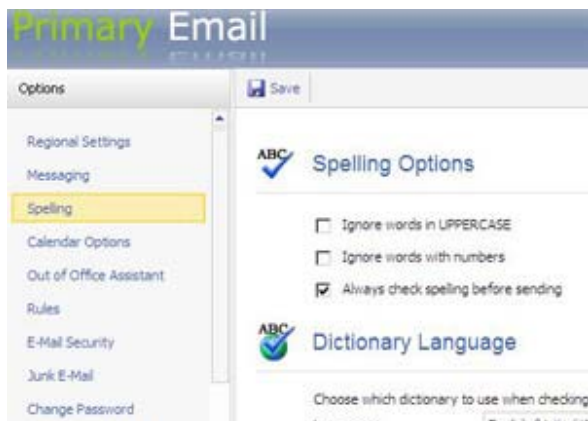 Primary Email
Options
Save
Regional Settings
Messaging
Spelling
Calendar Options
Out of Office Assistant
Rules
E-Mail Security
Junk E-Mail
Change Password
ABC
Spelling Options
Ignore words in UPPERCASE
Ignore words with numbers
Always check spelling before sending
ABC
Dictionary Language
Choose which dictionary to use when checking